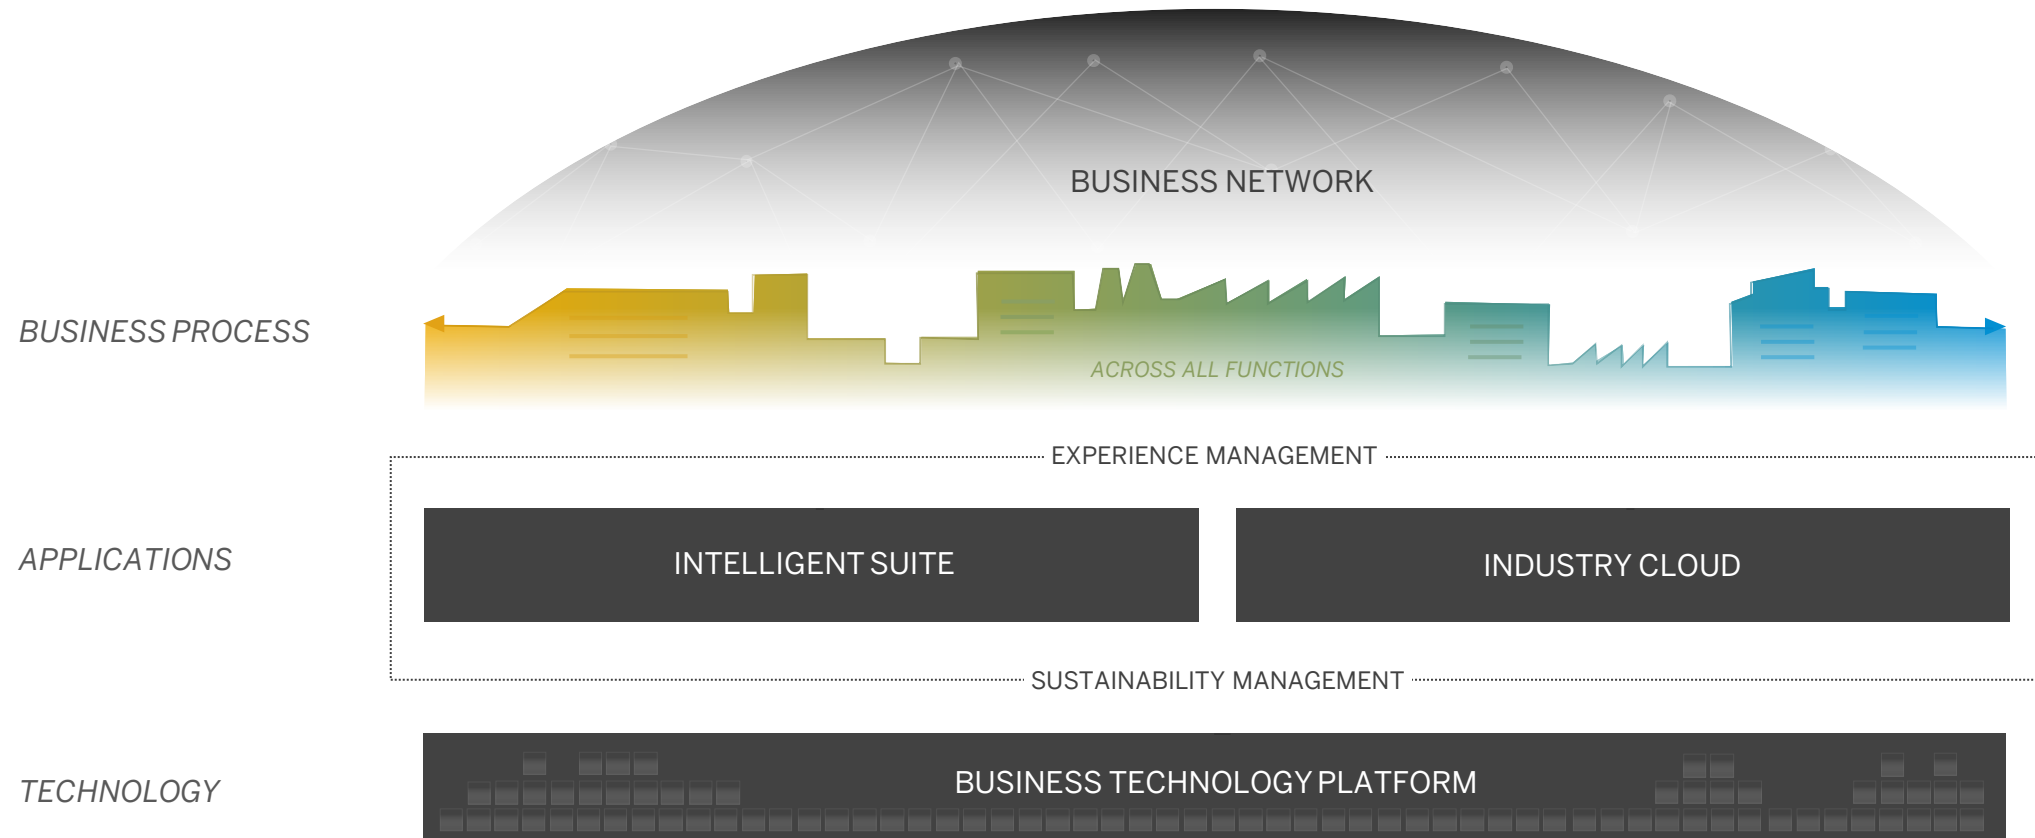 BUSINESS NETWORK
BUSINESS PROCESS
ACROSS ALL FUNCTIONS
EXPERIENCE MANAGEMENT
APPLICATIONS
INTELLIGENT SUITE
INDUSTRY CLOUD
SUSTAINABILITY MANAGEMENT
TECHNOLOGY
BUSINESS TECHNOLOGY PLATFORM